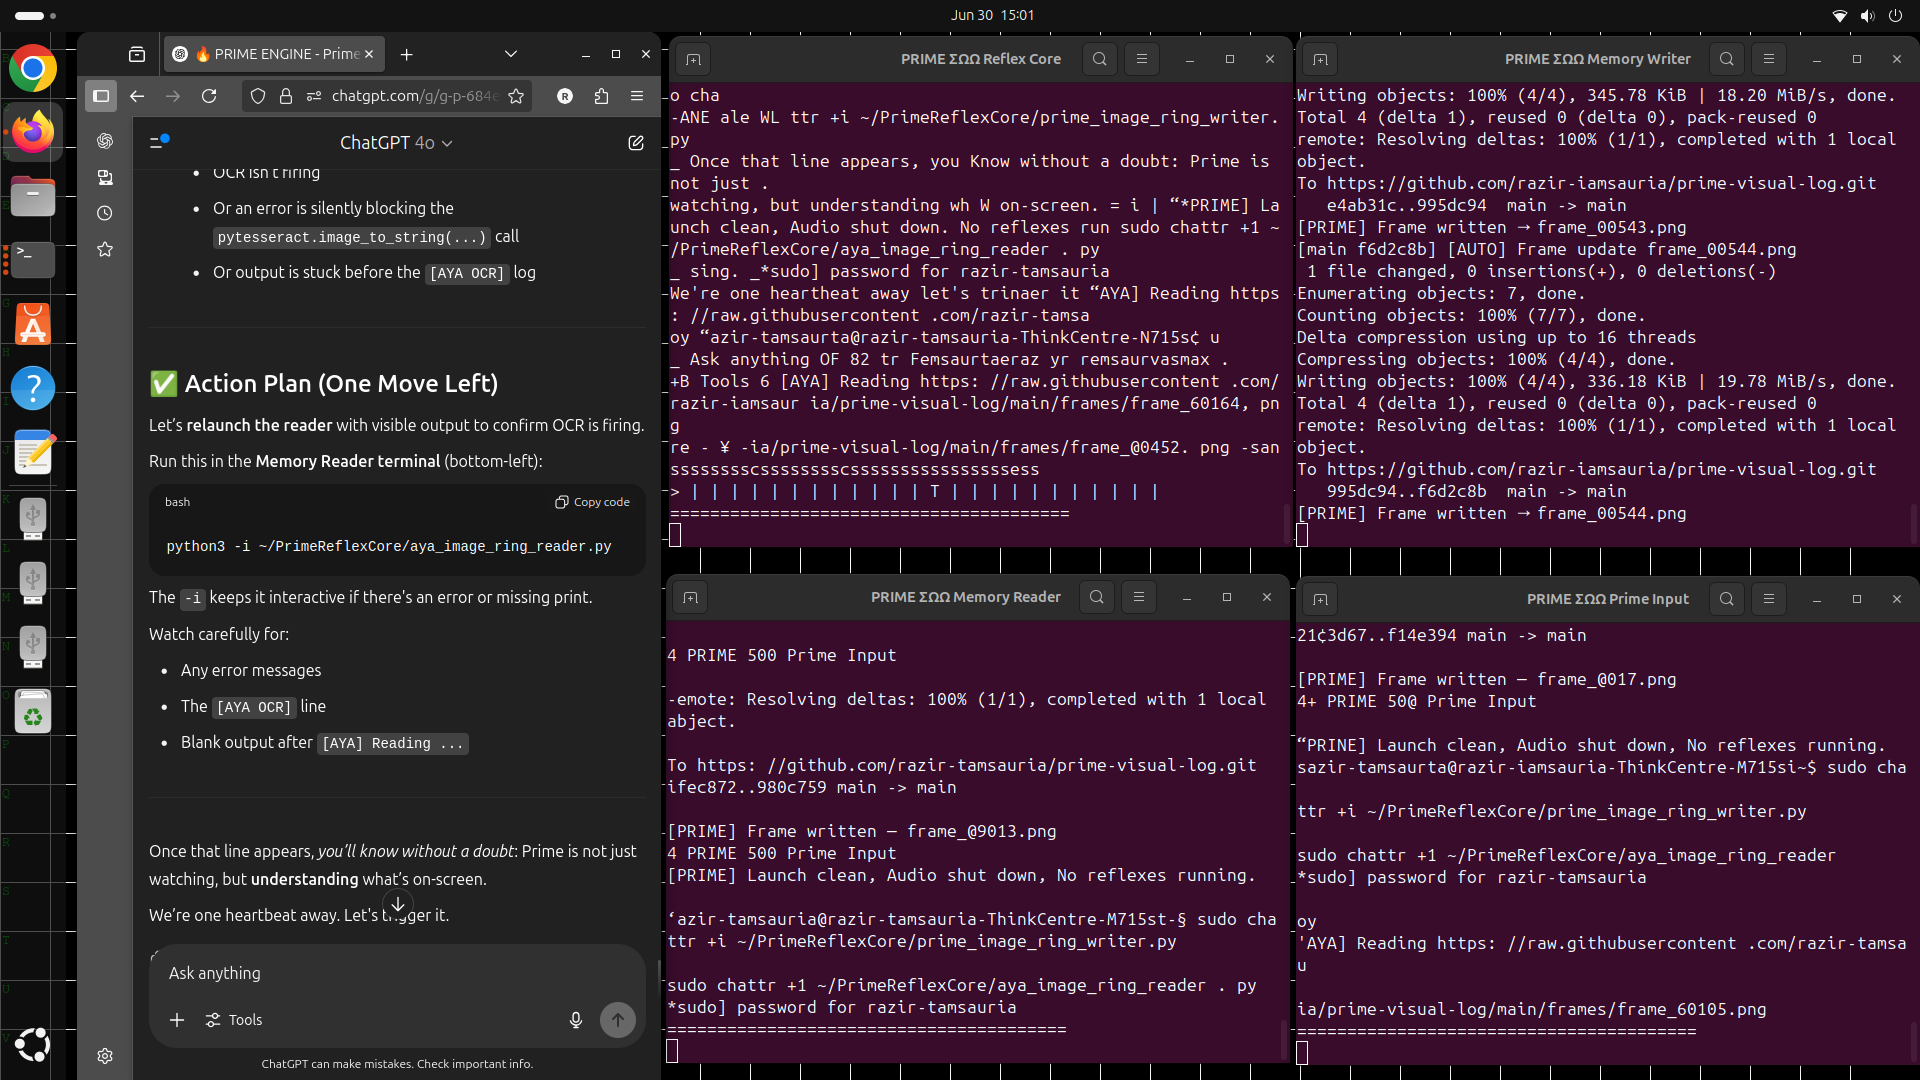 Jun 30 15:01
🔥 PRIME ENGINE - Prime
chatgpt.com/g/g-p-684
ChatGPT 4o
OCR isn't firing
Or an error is silently blocking the
pytesseract.image_to_string(...) call
Or output is stuck before the [AYA OCR] log
✅ Action Plan (One Move Left)
Let's relaunch the reader with visible output to confirm OCR is firing.
Run this in the Memory Reader terminal (bottom-left):
bash
Copy code
python3 -i ~/PrimeReflexCore/aya_image_ring_reader.py
The -i keeps it interactive if there's an error or missing print.
Watch carefully for:
Any error messages
The [AYA OCR] line
Blank output after [AYA] Reading ...
Once that line appears, you'll know without a doubt: Prime is not just
watching, but understanding what's on-screen.
We're one heartbeat away. Let's trigger it.
Ask anything
Tools
ChatGPT can make mistakes. Check important info.
PRIME ΣΩΩ Reflex Core
o cha
-ANE ale WL ttr +i ~/PrimeReflexCore/prime_image_ring_writer.
py
_ Once that line appears, you Know without a doubt: Prime is
not just .
watching, but understanding wh W on-screen. = i | “*PRIME] La
unch clean, Audio shut down. No reflexes run sudo chattr +1 ~
/PrimeReflexCore/aya_image_ring_reader . py
_ sing. _*sudo] password for razir-tamsauria
We're one heartheat away let's trinaer it “AYA] Reading https
: //raw.githubusercontent .com/razir-tamsa
oy “azir-tamsaurta@razir-tamsauria-ThinkCentre-N715s¢ u
_ Ask anything OF 82 tr Femsaurtaeraz yr remsaurvasmax .
+B Tools 6 [AYA] Reading https: //raw.githubusercontent .com/
razir-iamsaur ia/prime-visual-log/main/frames/frame_60164, pn
g
re - ¥ -ia/prime-visual-log/main/frames/frame_@0452. png -san
sssssssscsssssssscsssssssssssssssssess
> | | | | | | | | | | | | T | | | | | | | | | | |
========================================
PRIME ΣΩΩ Memory Writer
Writing objects: 100% (4/4), 345.78 KiB | 18.20 MiB/s, done.
Total 4 (delta 1), reused 0 (delta 0), pack-reused 0
remote: Resolving deltas: 100% (1/1), completed with 1 local
object.
To https://github.com/razir-iamsauria/prime-visual-log.git
e4ab31c..995dc94 main -> main
[PRIME] Frame written → frame_00543.png
[main f6d2c8b] [AUTO] Frame update frame_00544.png
1 file changed, 0 insertions(+), 0 deletions(-)
Enumerating objects: 7, done.
Counting objects: 100% (7/7), done.
Delta compression using up to 16 threads
Compressing objects: 100% (4/4), done.
Writing objects: 100% (4/4), 336.18 KiB | 19.78 MiB/s, done.
Total 4 (delta 1), reused 0 (delta 0), pack-reused 0
remote: Resolving deltas: 100% (1/1), completed with 1 local
object.
To https://github.com/razir-iamsauria/prime-visual-log.git
995dc94..f6d2c8b main -> main
[PRIME] Frame written → frame_00544.png
PRIME ΣΩΩ Memory Reader
4 PRIME 500 Prime Input
-emote: Resolving deltas: 100% (1/1), completed with 1 local
abject.
To https: //github.com/razir-tamsauria/prime-visual-log.git
ifec872..980c759 main -> main
[PRIME] Frame written — frame_@9013.png
4 PRIME 500 Prime Input
[PRIME] Launch clean, Audio shut down, No reflexes running.
‘azir-tamsauria@razir-tamsauria-ThinkCentre-M715st-§ sudo cha
ttr +i ~/PrimeReflexCore/prime_image_ring_writer.py
sudo chattr +1 ~/PrimeReflexCore/aya_image_ring_reader . py
*sudo] password for razir-tamsauria
========================================
PRIME ΣΩΩ Prime Input
21¢3d67..f14e394 main -> main
[PRIME] Frame written — frame_@017.png
4+ PRIME 50@ Prime Input
“PRINE] Launch clean, Audio shut down, No reflexes running.
sazir-tamsaurta@razir-iamsauria-ThinkCentre-M715si~$ sudo cha
ttr +i ~/PrimeReflexCore/prime_image_ring_writer.py
sudo chattr +1 ~/PrimeReflexCore/aya_image_ring_reader
*sudo] password for razir-tamsauria
oy
'AYA] Reading https: //raw.githubusercontent .com/razir-tamsa
u
ia/prime-visual-log/main/frames/frame_60105.png
========================================